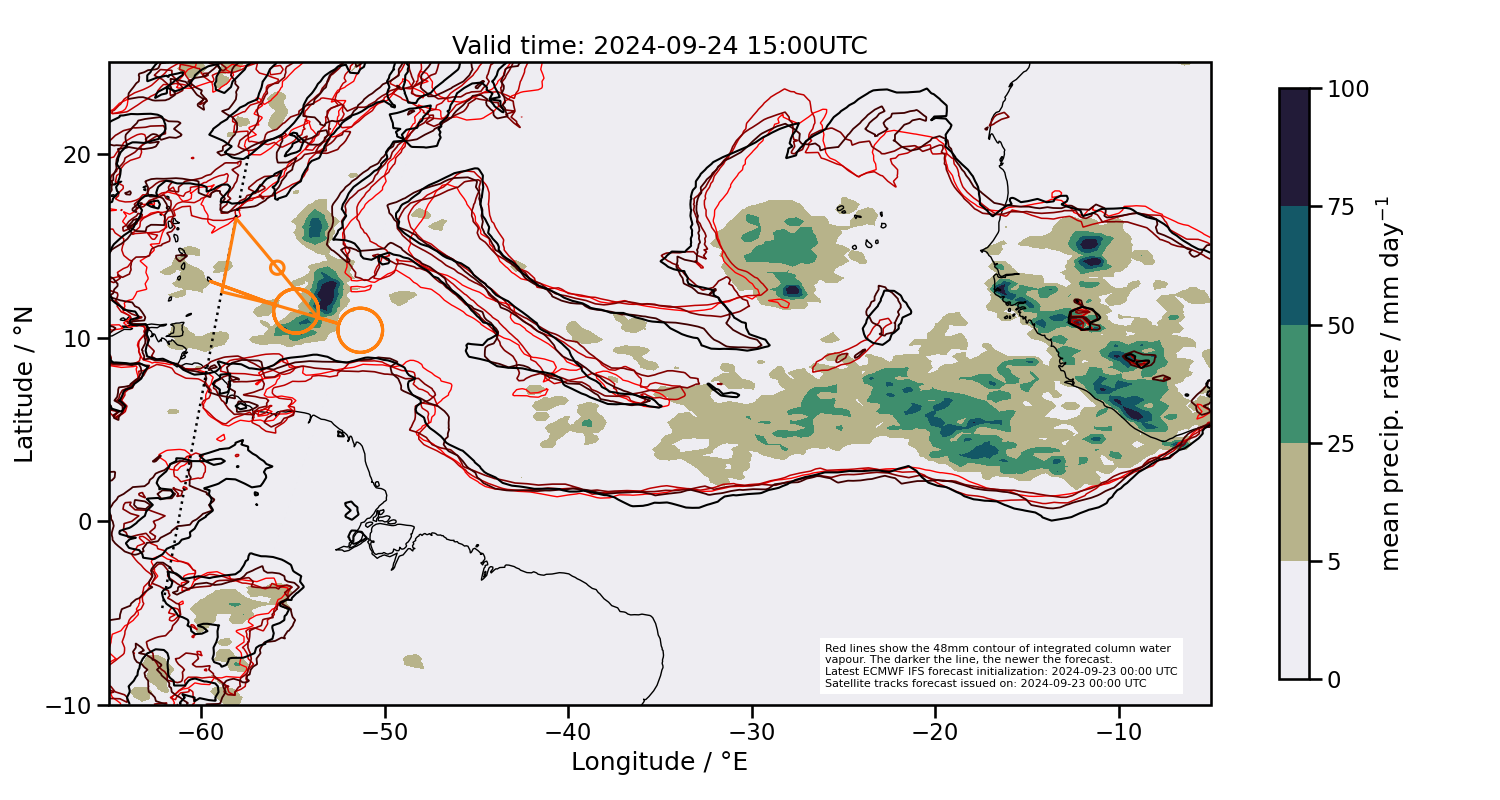 Valid time: 2024-09-24 15:00UTC
20
10
0
−10
−60
−50
−40
−30
−20
−10
Latitude / °N
Longitude / °E
Red lines show the 48mm contour of integrated column water
vapour. The darker the line, the newer the forecast.
Latest ECMWF IFS forecast initialization: 2024-09-23 00:00 UTC
Satellite tracks forecast issued on: 2024-09-23 00:00 UTC
100
75
50
25
5
0
mean precip. rate / mm day⁻¹